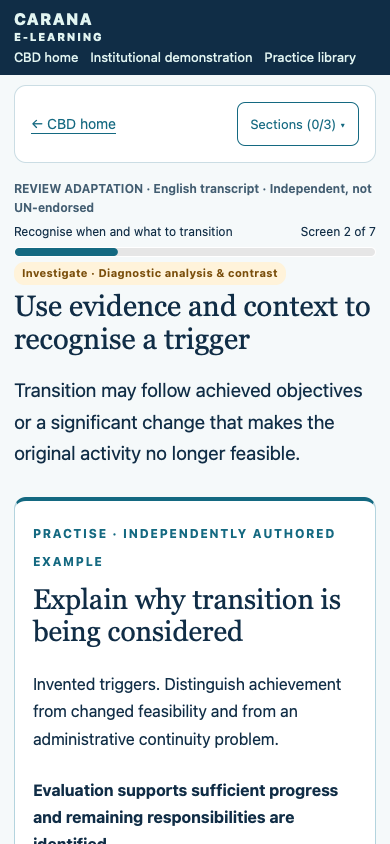 CARANA
E-LEARNING
CBD home Institutional demonstration Practice library
← CBD home
Sections (0/3) ▾
REVIEW ADAPTATION · English transcript · Independent, not
UN-endorsed
Recognise when and what to transition Screen 2 of 7
Investigate · Diagnostic analysis & contrast
Use evidence and context to
recognise a trigger
Transition may follow achieved objectives
or a significant change that makes the
original activity no longer feasible.
PRACTISE · INDEPENDENTLY AUTHORED
EXAMPLE
Explain why transition is
being considered
Invented triggers. Distinguish achievement
from changed feasibility and from an
administrative continuity problem.
Evaluation supports sufficient progress
and remaining responsibilities are
identified